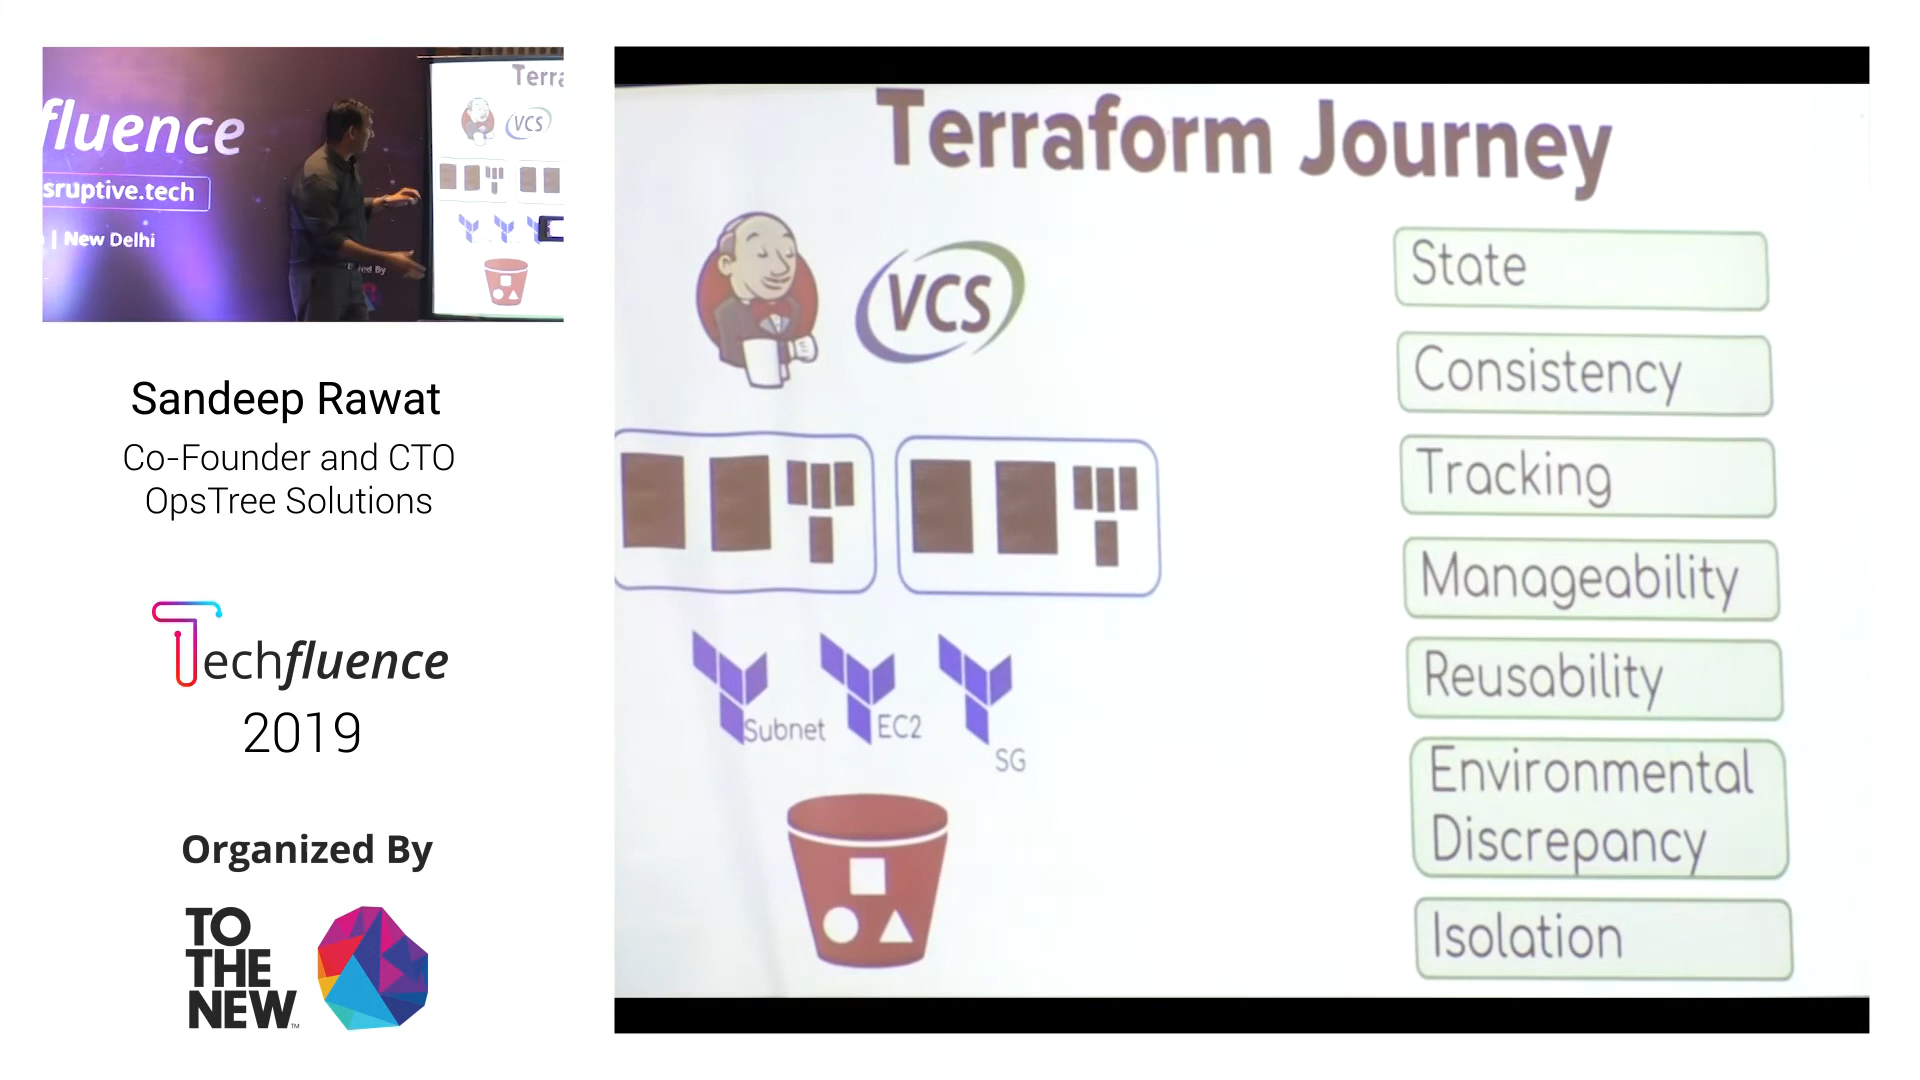 fluence
sruptive.tech
| New Delhi
Terra
VCS
Sandeep Rawat
Co-Founder and CTO
OpsTree Solutions
Techfluence
2019
Organized By
TO
THE
NEW
TM
Terraform Journey
VCS
Subnet
EC2
SG
State
Consistency
Tracking
Manageability
Reusability
Environmental
Discrepancy
Isolation